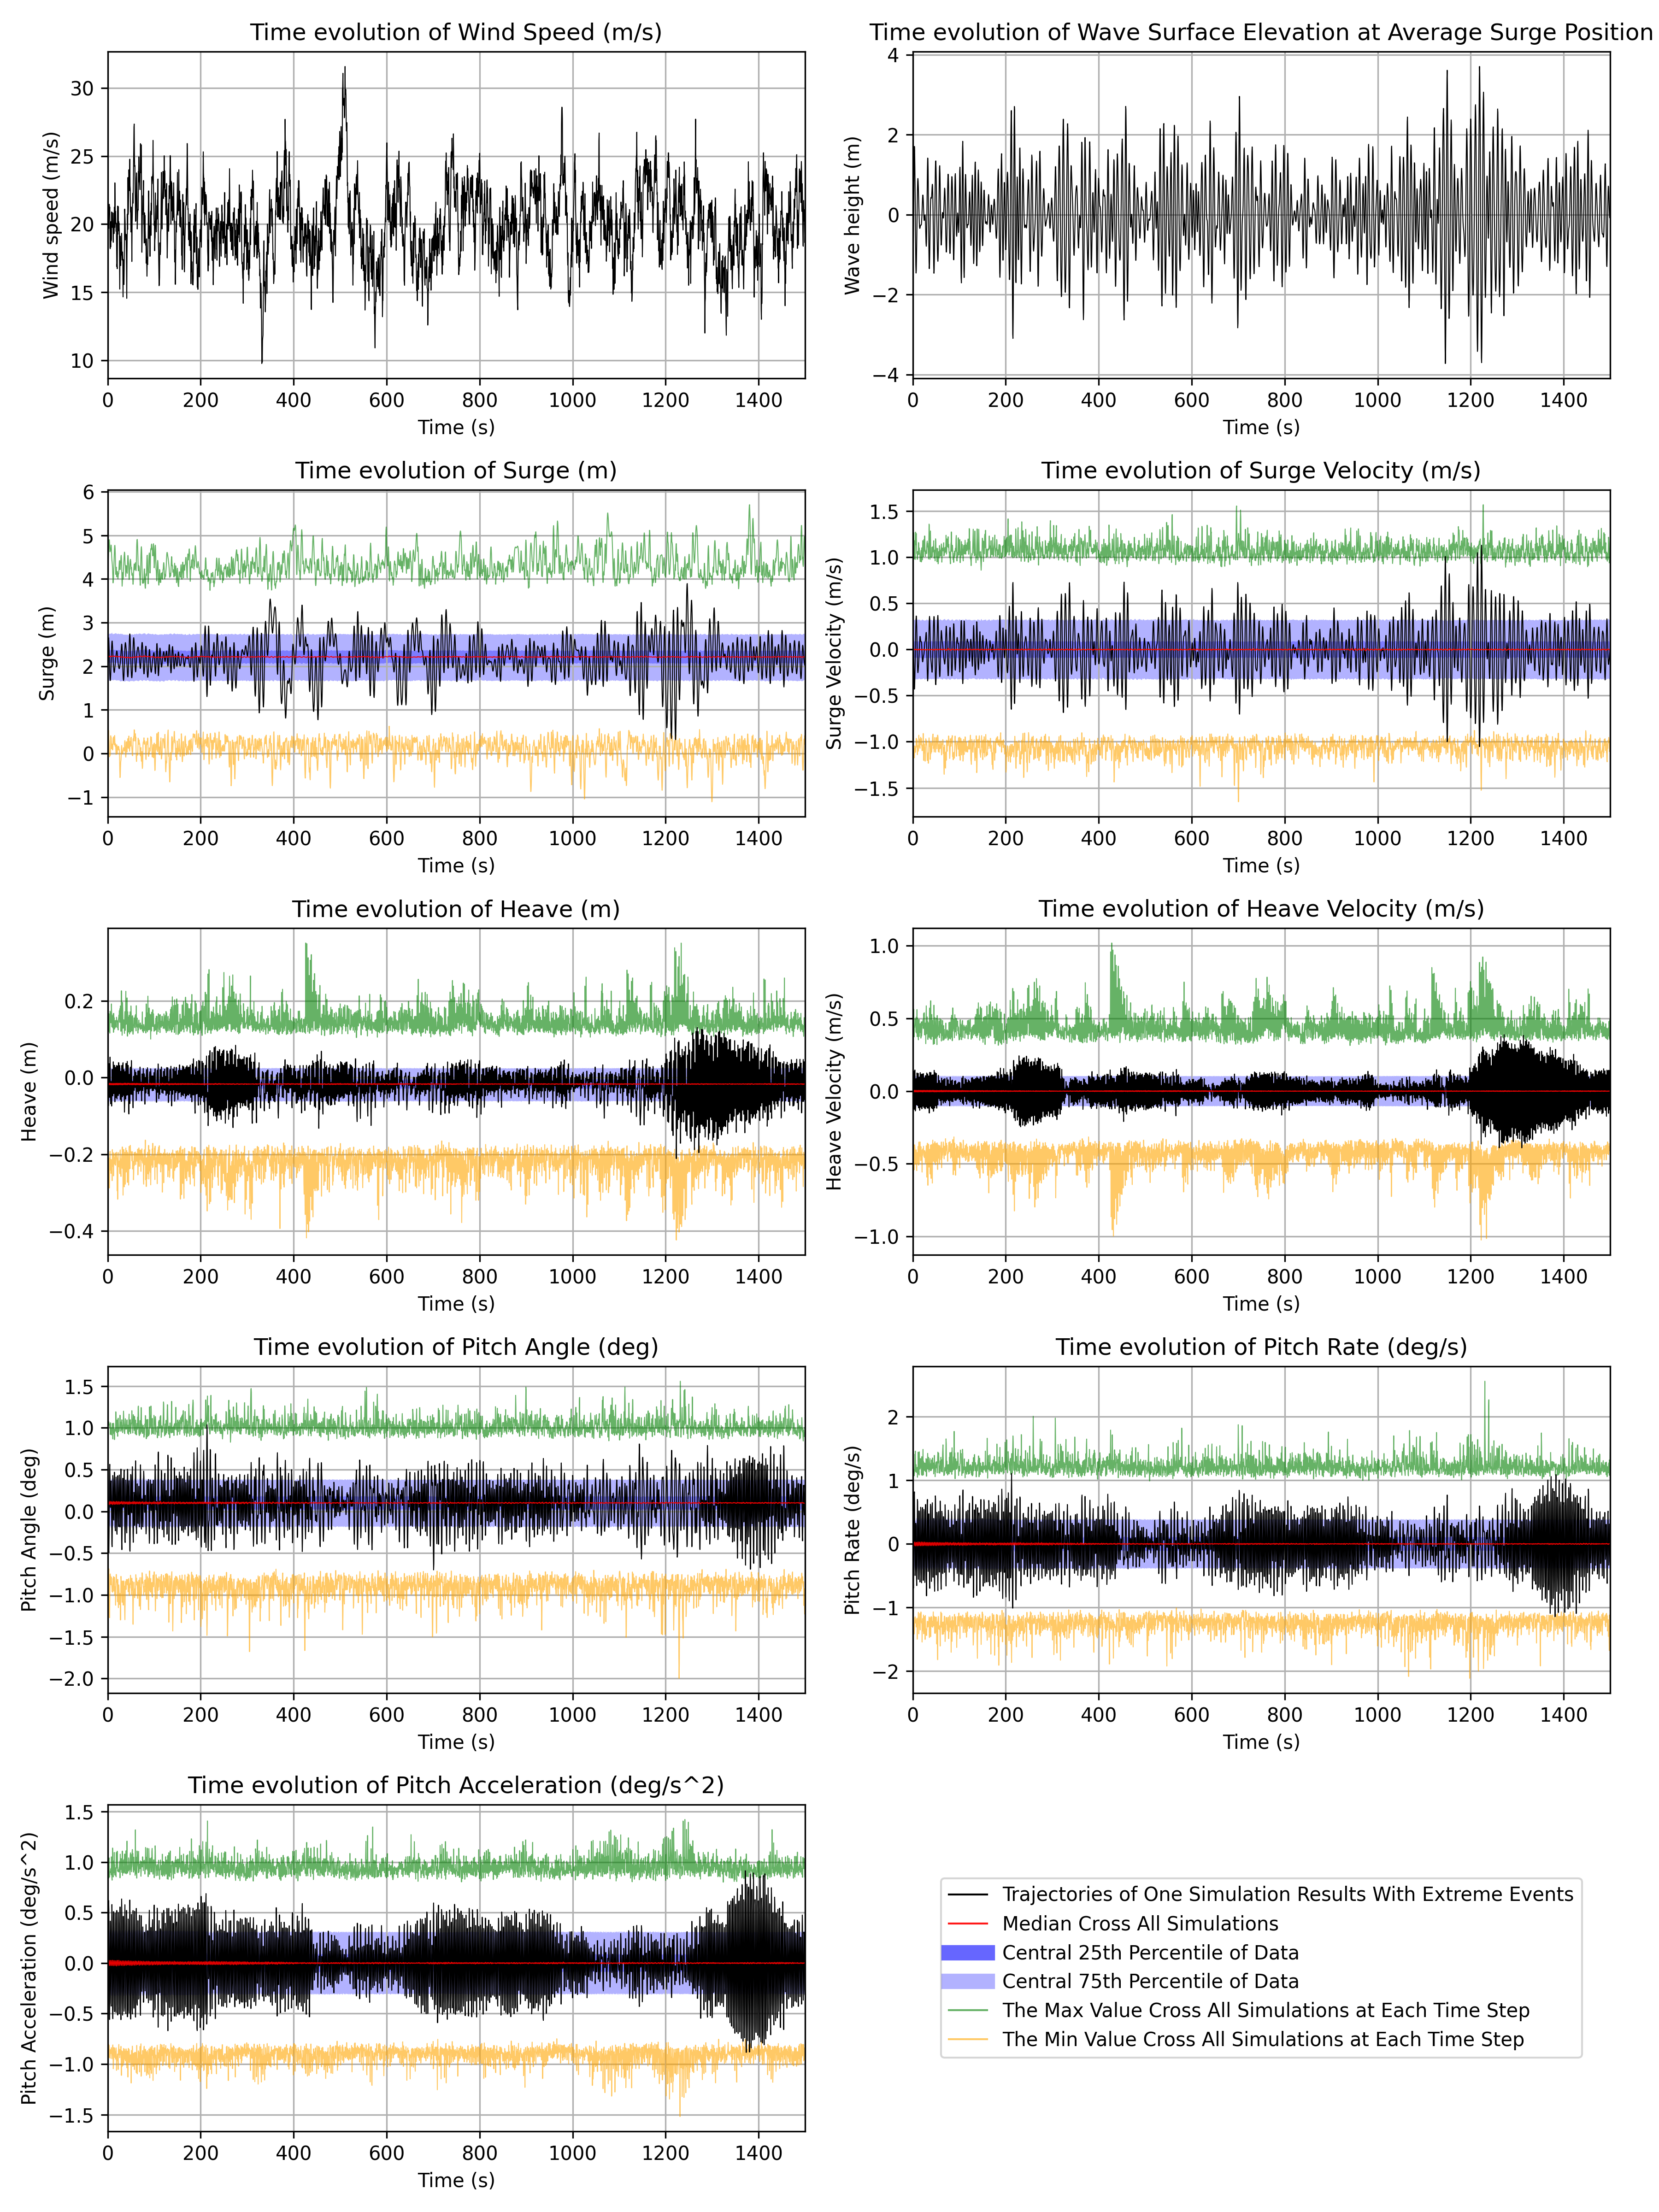 Time evolution of Wind Speed (m/s)
Wind speed (m/s)
30
25
20
15
10
0 200 400 600 800 1000 1200 1400
Time (s)
Time evolution of Wave Surface Elevation at Average Surge Position
Wave height (m)
4
2
0
−2
−4
0 200 400 600 800 1000 1200 1400
Time (s)
Time evolution of Surge (m)
Surge (m)
6
5
4
3
2
1
0
−1
0 200 400 600 800 1000 1200 1400
Time (s)
Time evolution of Surge Velocity (m/s)
Surge Velocity (m/s)
1.5
1.0
0.5
0.0
−0.5
−1.0
−1.5
0 200 400 600 800 1000 1200 1400
Time (s)
Time evolution of Heave (m)
Heave (m)
0.2
0.0
−0.2
−0.4
0 200 400 600 800 1000 1200 1400
Time (s)
Time evolution of Heave Velocity (m/s)
Heave Velocity (m/s)
1.0
0.5
0.0
−0.5
−1.0
0 200 400 600 800 1000 1200 1400
Time (s)
Time evolution of Pitch Angle (deg)
Pitch Angle (deg)
1.5
1.0
0.5
0.0
−0.5
−1.0
−1.5
−2.0
0 200 400 600 800 1000 1200 1400
Time (s)
Time evolution of Pitch Rate (deg/s)
Pitch Rate (deg/s)
2
1
0
−1
−2
0 200 400 600 800 1000 1200 1400
Time (s)
Time evolution of Pitch Acceleration (deg/s^2)
Pitch Acceleration (deg/s^2)
1.5
1.0
0.5
0.0
−0.5
−1.0
−1.5
0 200 400 600 800 1000 1200 1400
Time (s)
Trajectories of One Simulation Results With Extreme Events
Median Cross All Simulations
Central 25th Percentile of Data
Central 75th Percentile of Data
The Max Value Cross All Simulations at Each Time Step
The Min Value Cross All Simulations at Each Time Step